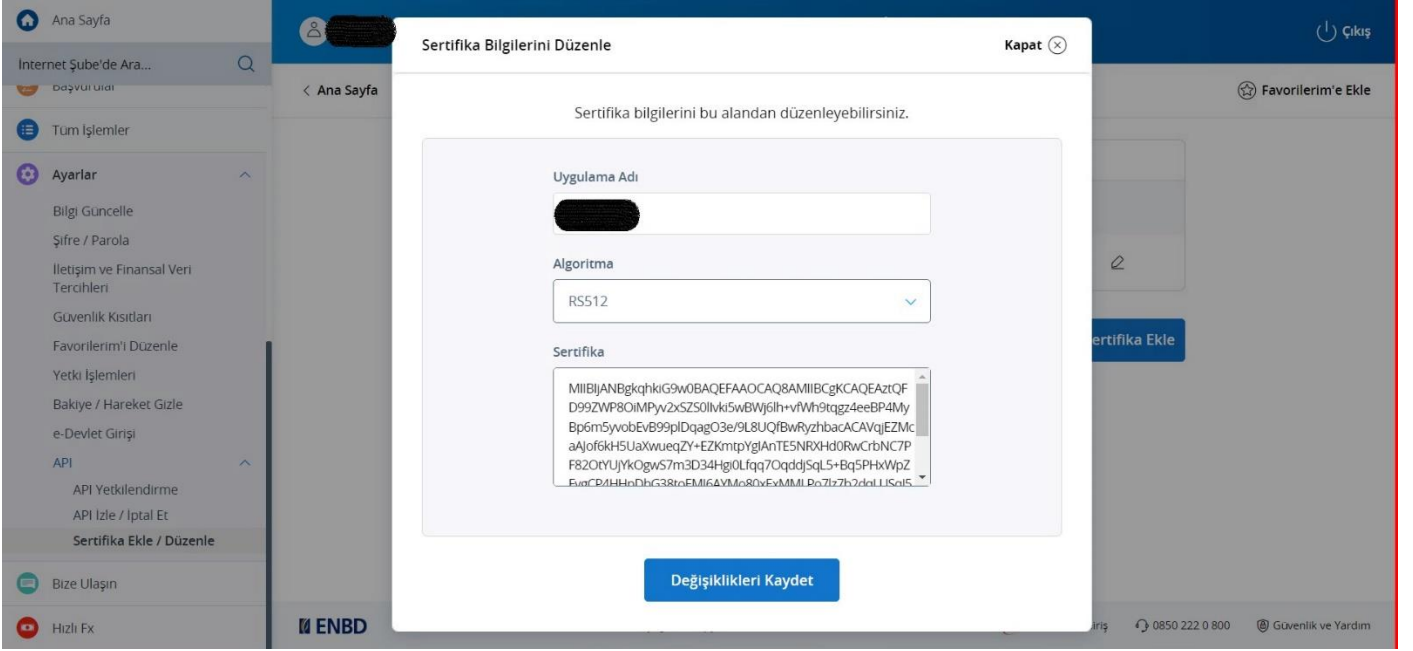 Ana Sayfa
İnternet Şube'de Ara...
Başvurular
Tüm İşlemler
Ayarlar
Bilgi Güncelle
Şifre / Parola
İletişim ve Finansal Veri
Tercihleri
Güvenlik Kısıtları
Favorilerim'i Düzenle
Yetki İşlemleri
Bakiye / Hareket Gizle
e-Devlet Girişi
API
API Yetkilendirme
API İzle / İptal Et
Sertifika Ekle / Düzenle
Bize Ulaşın
Hızlı Fx
Çıkış
Ana Sayfa
Favorilerim'e Ekle
Sertifika Bilgilerini Düzenle
Kapat
Sertifika bilgilerini bu alandan düzenleyebilirsiniz.
Uygulama Adı
Algoritma
RS512
Sertifika
MIIBIjANBgkqhkiG9w0BAQEFAAOCAQ8AMIIBCgKCAQEAztQF
D99ZWP8OiMPyv2xSZS0lIvki5wBWj6lh+vfWh9tqgz4eeBP4My
Bp6m5yvobEvB99plDqagO3e/9L8UQfBwRyzhbacACAVqjEZMc
aAJof6kH5UaXwueqZY+EZKmtpYgIAnTE5NRXHd0RwCrbNC7P
F82OtYUjYkOgwS7m3D34Hgi0Lfqq7OqddjSqL5+Bq5PHxWpZ
Değişiklikleri Kaydet
ertifika Ekle
ENBD
iriş
0850 222 0 800
Güvenlik ve Yardım